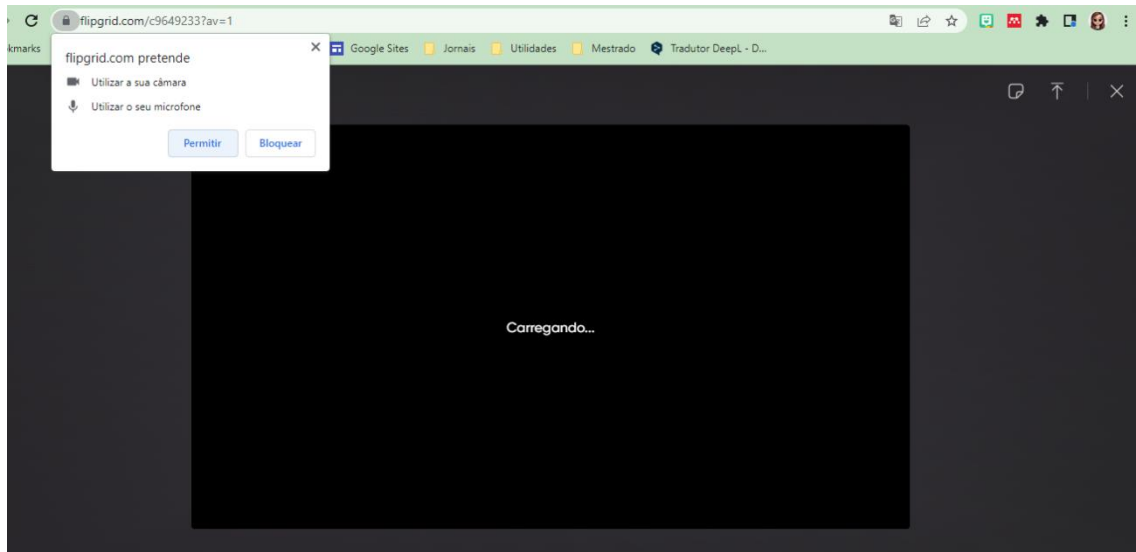 flipgrid.com/c9649233?av=1
kmarks
Google Sites
Jornais
Utilidades
Mestrado
Tradutor DeepL - D...
flipgrid.com pretende
Utilizar a sua câmara
Utilizar o seu microfone
Permitir
Bloquear
Carregando...